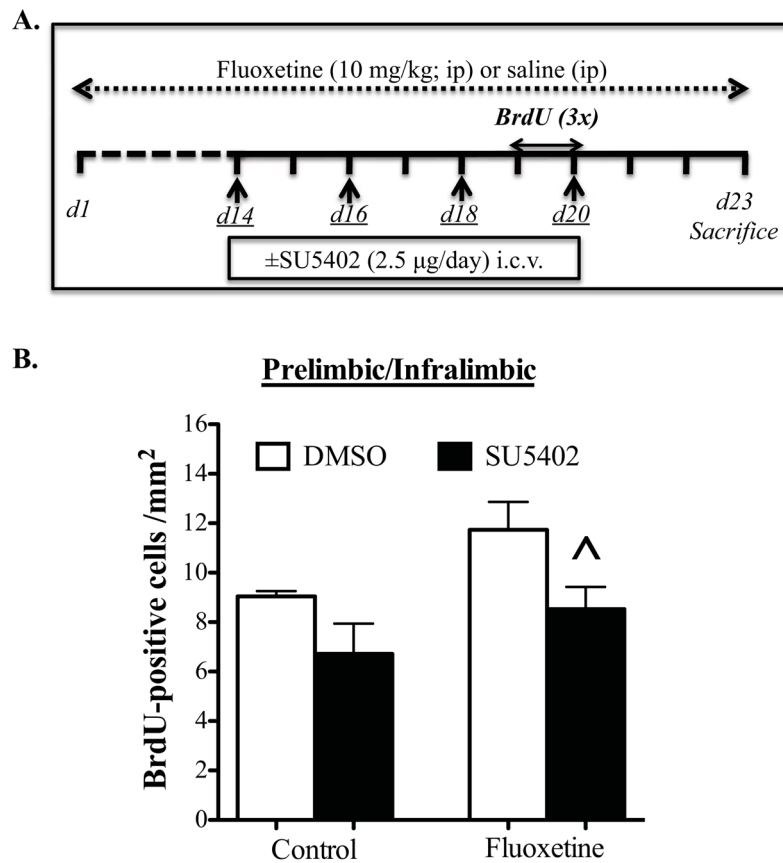 A.
Fluoxetine (10 mg/kg; ip) or saline (ip)
BrdU (3x)
d1
d14
d16
d18
d20
d23
Sacrifice
±SU5402 (2.5 μg/day) i.c.v.
B.
Prelimbic/Infralimbic
BrdU-positive cells /mm2
16
14
12
10
8
6
4
2
0
DMSO
SU5402
^
Control
Fluoxetine